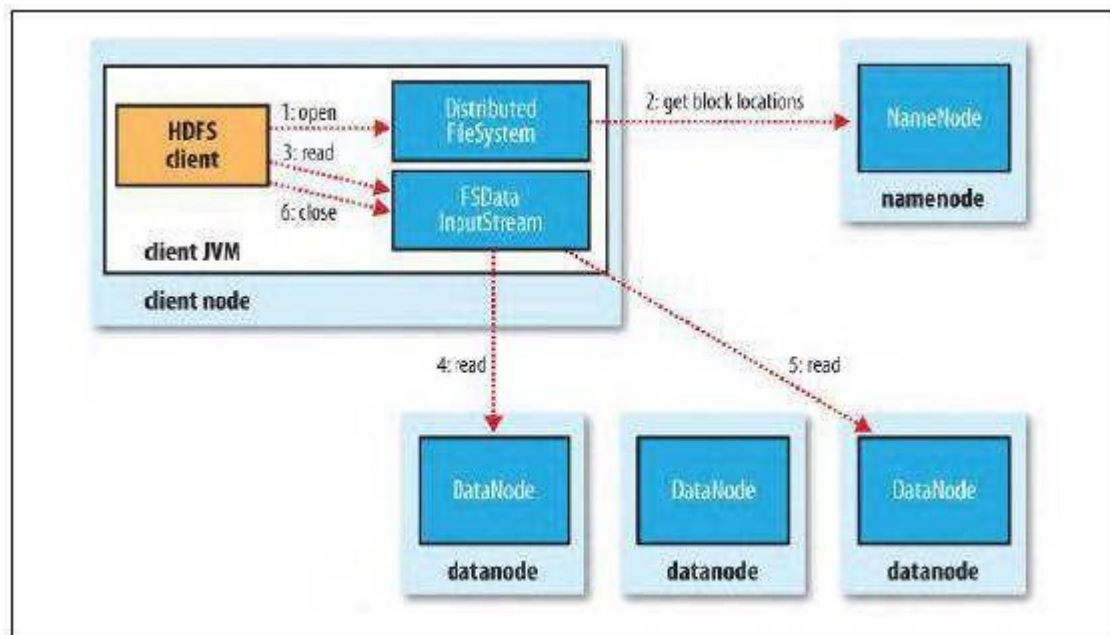 HDFS
client
1: open
3: read
6: close
Distributed
FileSystem
FSData
InputStream
client JVM
client node
2: get block locations
NameNode
namenode
4: read
5: read
DataNode
datanode
DataNode
datanode
DataNode
datanode